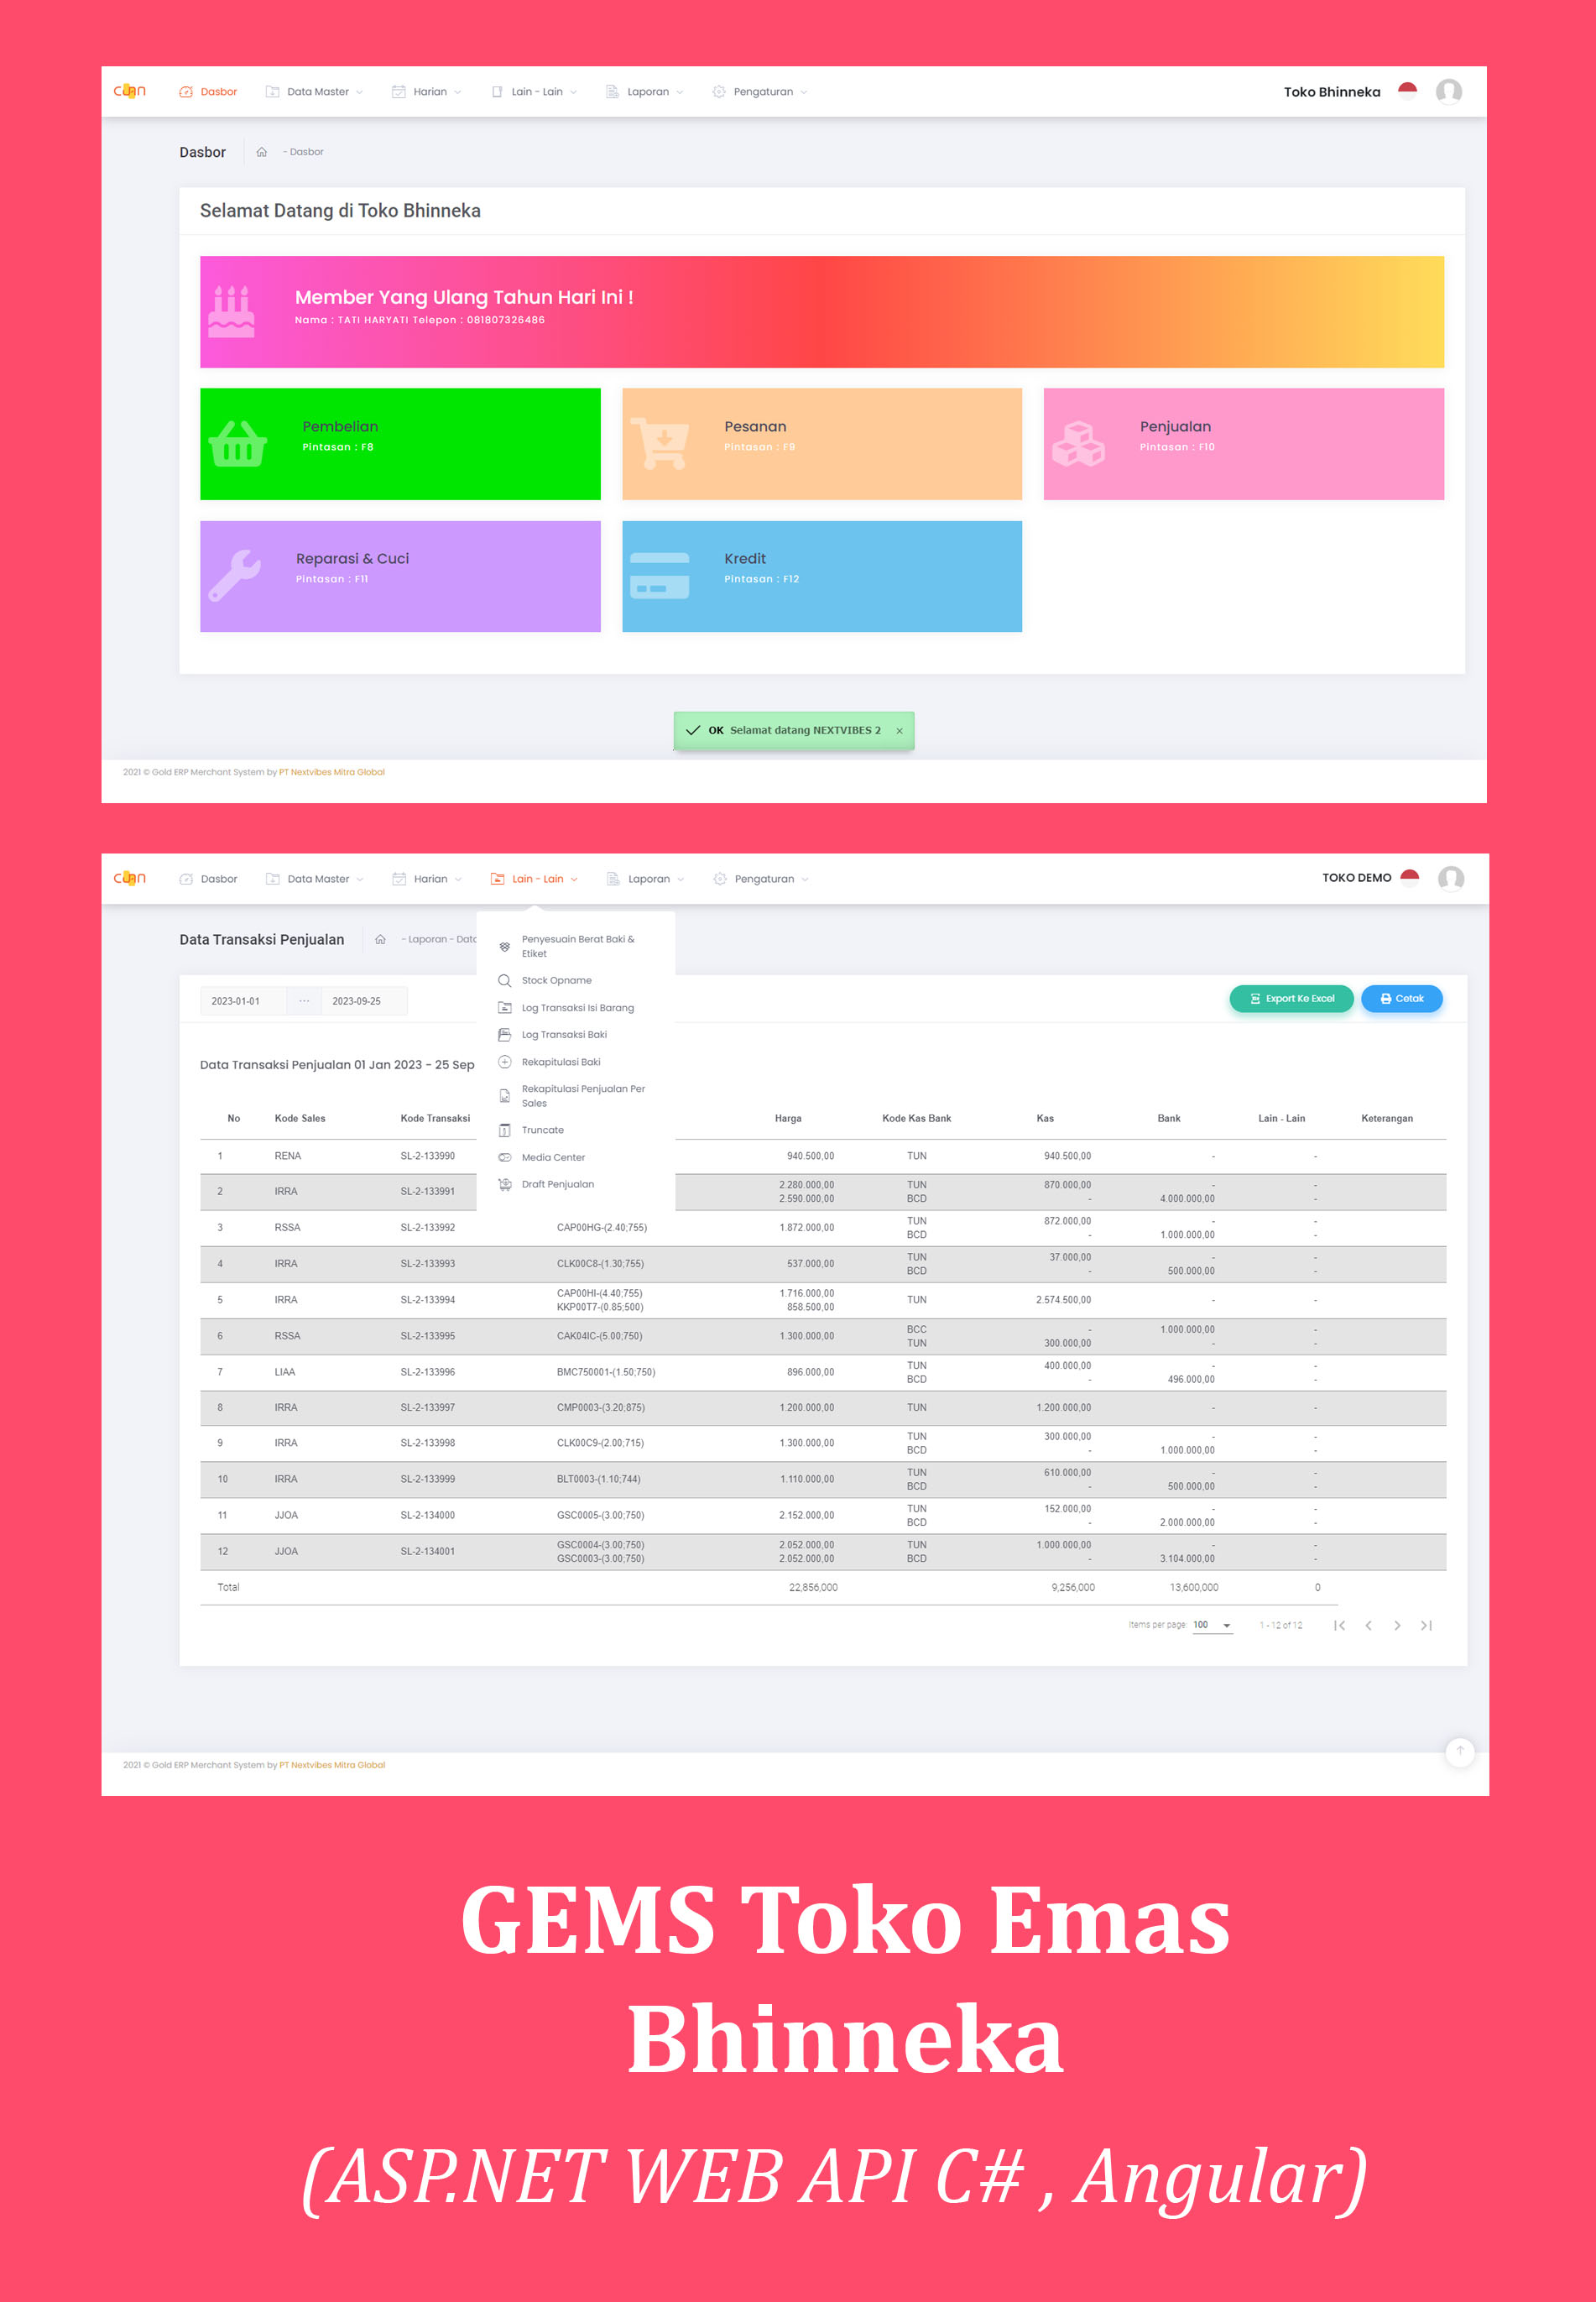 CUAN
Dasbor Data Master Harian Lain - Lain Laporan Pengaturan Toko Bhinneka
Dasbor - Dasbor
Selamat Datang di Toko Bhinneka
Member Yang Ulang Tahun Hari Ini !
Nama : TATI HARYATI Telepon : 081807326486
Pembelian
Pintasan : F8
Pesanan
Pintasan : F9
Penjualan
Pintasan : F10
Reparasi & Cuci
Pintasan : F11
Kredit
Pintasan : F12
OK Selamat datang NEXTVIBES 2 ×
2021 © Gold ERP Merchant System by PT Nextvibes Mitra Global
CUAN
Dasbor Data Master Harian Lain - Lain Laporan Pengaturan TOKO DEMO
Data Transaksi Penjualan - Laporan - Data
Penyesuain Berat Baki &
Etiket
Stock Opname
Log Transaksi Isi Barang
Log Transaksi Baki
Rekapitulasi Baki
Rekapitulasi Penjualan Per
Sales
Truncate
Media Center
Draft Penjualan
2023-01-01 ... 2023-09-25
Export Ke Excel Cetak
Data Transaksi Penjualan 01 Jan 2023 - 25 Sep
No Kode Sales Kode Transaksi Harga Kode Kas Bank Kas Bank Lain - Lain Keterangan
1 RENA SL-2-133990 940.500,00 TUN 940.500,00 - -
2 IRRA SL-2-133991 2.280.000,00 TUN 870.000,00 - -
2.590.000,00 BCD - 4.000.000,00 -
3 RSSA SL-2-133992 CAP00HG-(2.40;755) 1.872.000,00 TUN 872.000,00 - -
BCD - 1.000.000,00 -
4 IRRA SL-2-133993 CLK00C8-(1.30;755) 537.000,00 TUN 37.000,00 - -
BCD - 500.000,00 -
5 IRRA SL-2-133994 CAP00HI-(4.40;755) 1.716.000,00 TUN 2.574.500,00 - -
KKP00T7-(0.85;500) 858.500,00
6 RSSA SL-2-133995 CAK04IC-(5.00;750) 1.300.000,00 BCC - 1.000.000,00 -
TUN 300.000,00 - -
7 LIAA SL-2-133996 BMC750001-(1.50;750) 896.000,00 TUN 400.000,00 - -
BCD - 496.000,00 -
8 IRRA SL-2-133997 CMP0003-(3.20;875) 1.200.000,00 TUN 1.200.000,00 - -
9 IRRA SL-2-133998 CLK00C9-(2.00;715) 1.300.000,00 TUN 300.000,00 - -
BCD - 1.000.000,00 -
10 IRRA SL-2-133999 BLT0003-(1.10;744) 1.110.000,00 TUN 610.000,00 - -
BCD - 500.000,00 -
11 JJOA SL-2-134000 GSC0005-(3.00;750) 2.152.000,00 TUN 152.000,00 - -
BCD - 2.000.000,00 -
12 JJOA SL-2-134001 GSC0004-(3.00;750) 2.052.000,00 TUN 1.000.000,00 - -
GSC0003-(3.00;750) 2.052.000,00 BCD - 3.104.000,00 -
Total 22,856,000 9,256,000 13,600,000 0
Items per page: 100 1 - 12 of 12
2021 © Gold ERP Merchant System by PT Nextvibes Mitra Global
GEMS Toko Emas
Bhinneka
(ASP.NET WEB API C# , Angular)